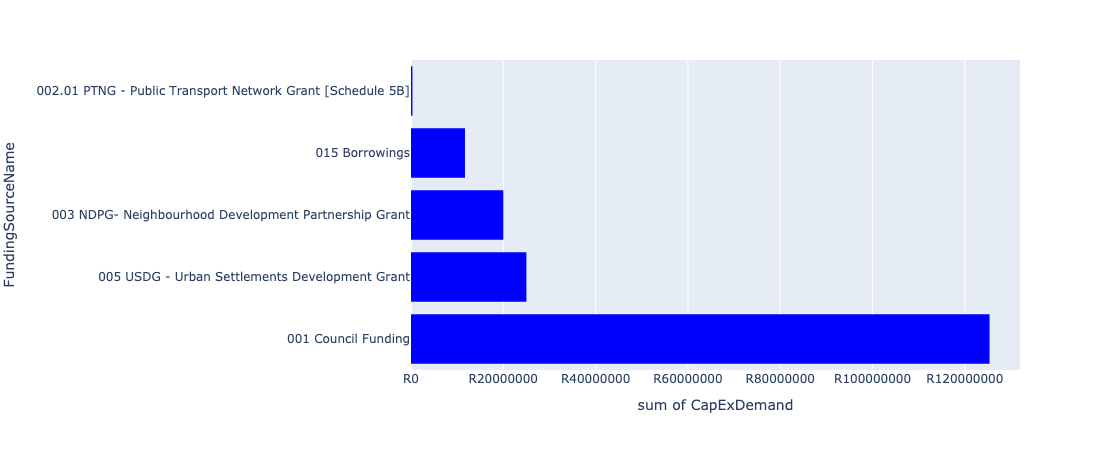 FundingSourceName
002.01 PTNG - Public Transport Network Grant [Schedule 5B]
015 Borrowings
003 NDPG- Neighbourhood Development Partnership Grant
005 USDG - Urban Settlements Development Grant
001 Council Funding
R0 R20000000 R40000000 R60000000 R80000000 R100000000 R120000000
sum of CapExDemand